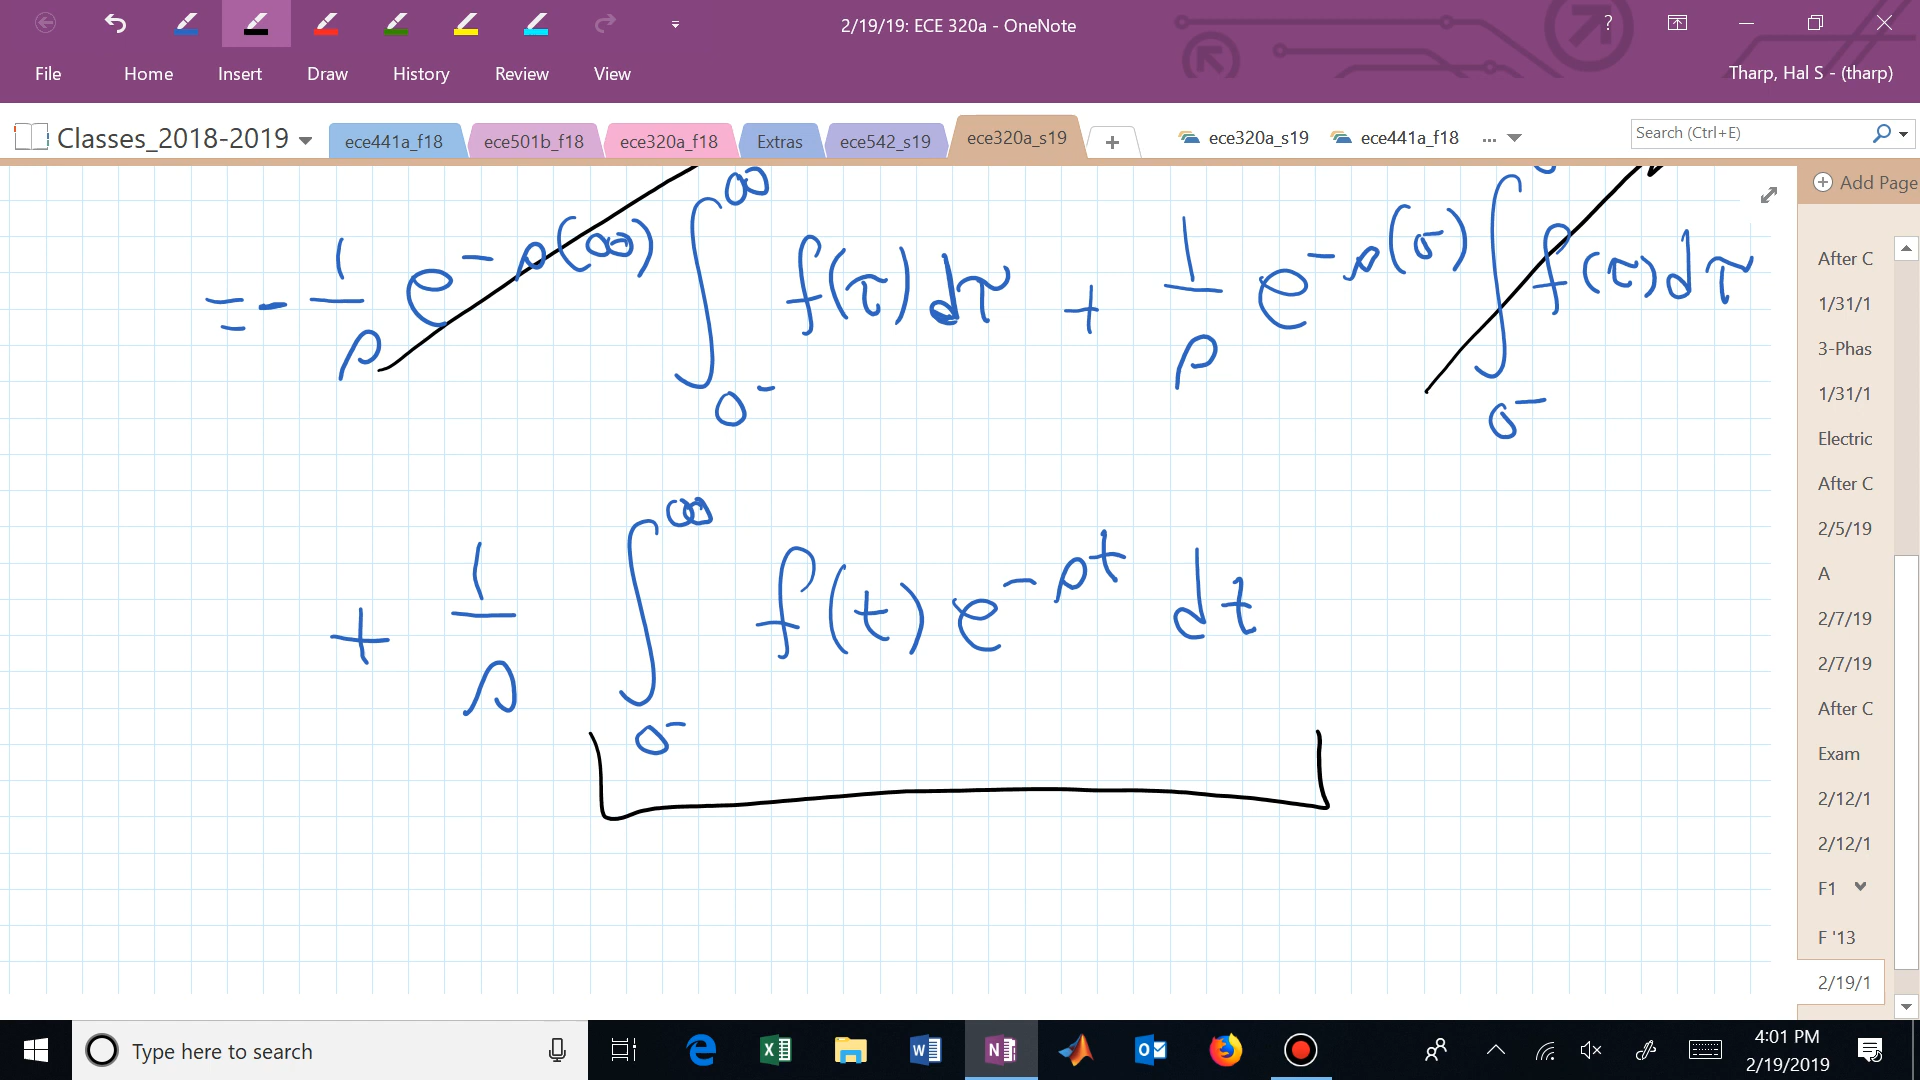 2/19/19: ECE 320a - OneNote
?
File Home Insert Draw History Review View
Tharp, Hal S - (tharp)
Classes_2018-2019
ece441a_f18
ece501b_f18
ece320a_f18
Extras
ece542_s19
ece320a_s19
+
ece320a_s19
ece441a_f18
...
Search (Ctrl+E)
Add Page
= - 1/s e^{-s(∞)} ∫_{0^-}^{∞} f(τ) dτ + 1/s e^{-s(0^-)} ∫_{0^-} f(τ) dτ
+ 1/s ∫_{0^-}^{∞} f(t) e^{-st} dt
After C
1/31/1
3-Phas
1/31/1
Electric
After C
2/5/19
A
2/7/19
2/7/19
After C
Exam
2/12/1
2/12/1
F1
F '13
2/19/1
Type here to search
4:01 PM
2/19/2019